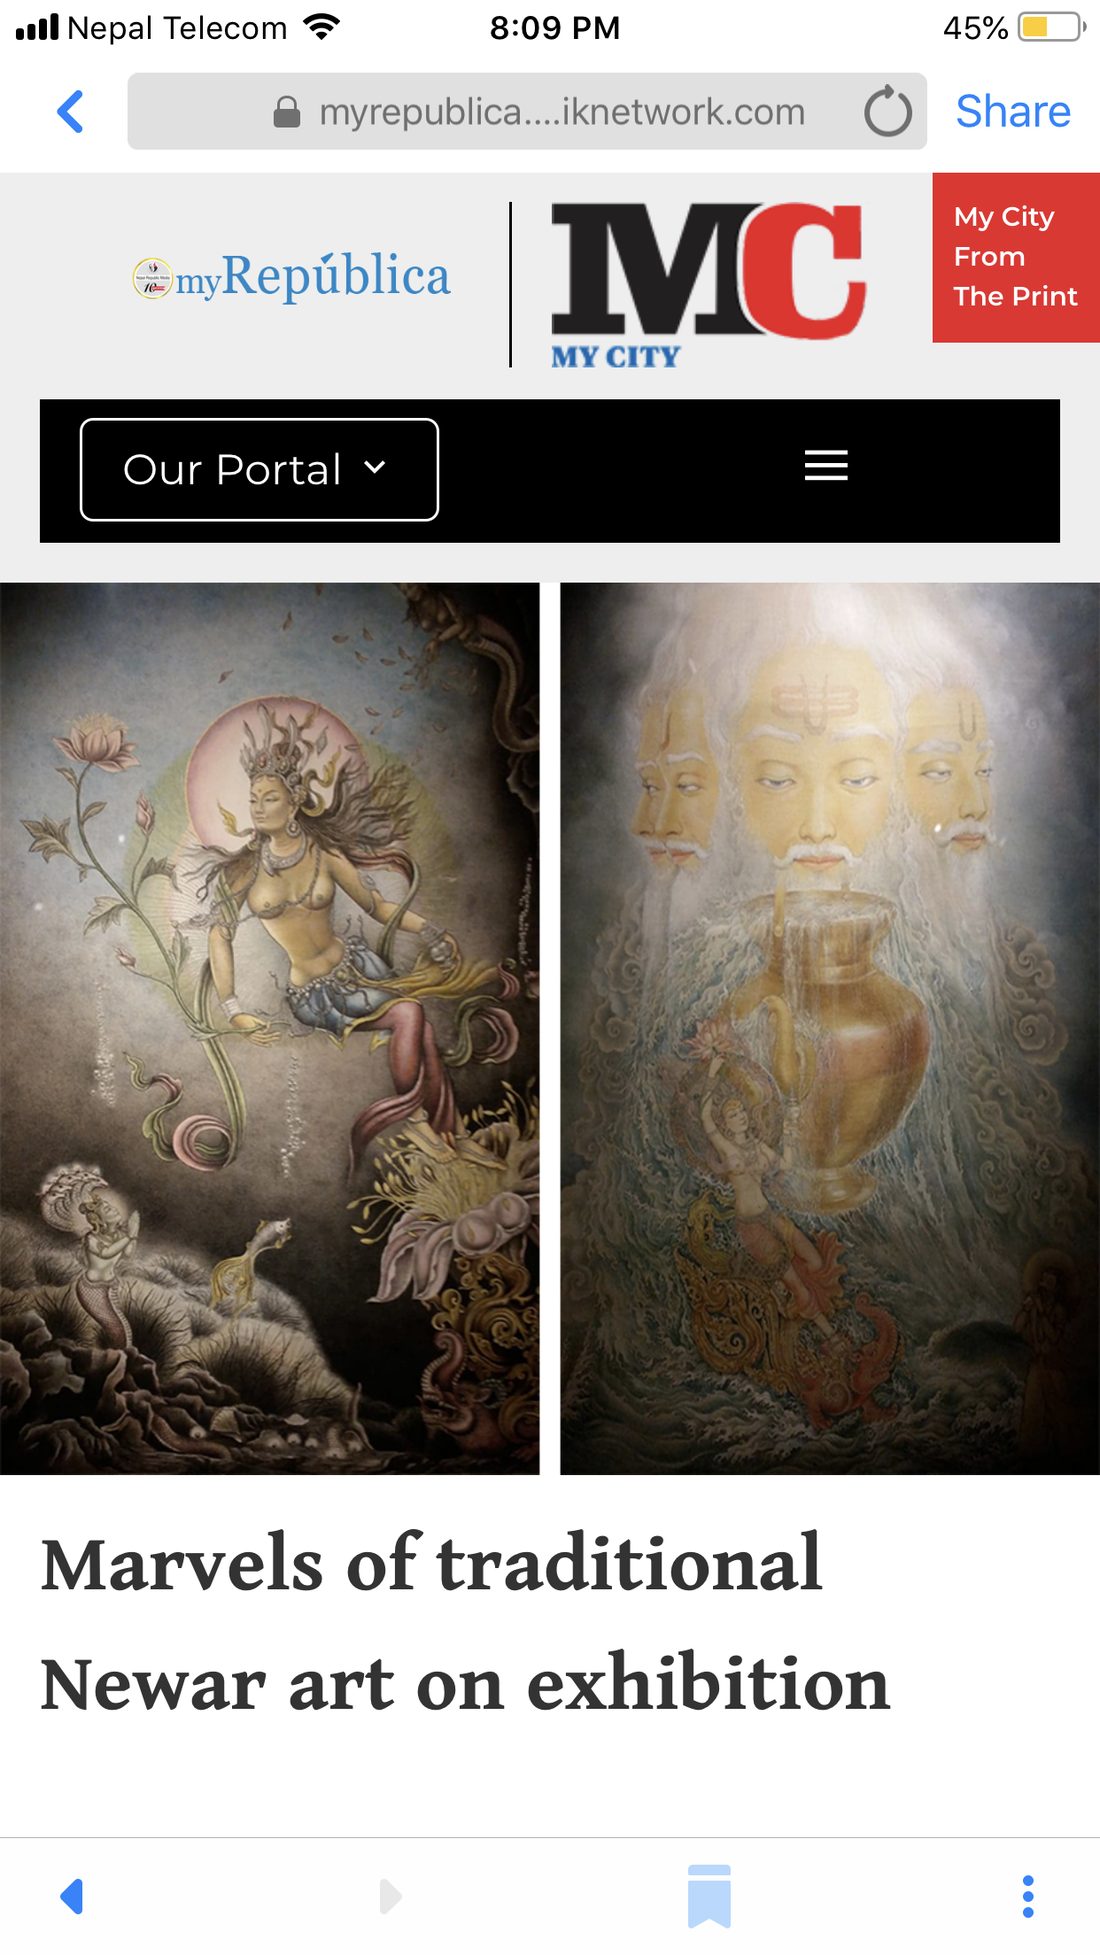 Nepal Telecom 8:09 PM 45%
myrepublica....iknetwork.com Share
myRepública
MC
MY CITY
My City
From
The Print
Our Portal
Marvels of traditional
Newar art on exhibition